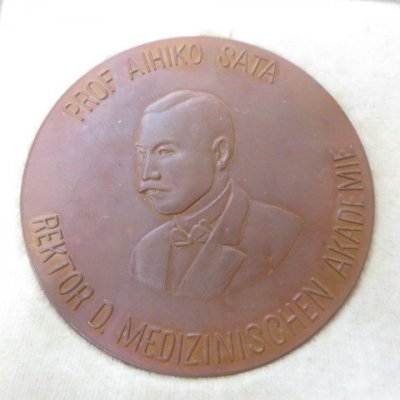 PROF AIHIKO SATA
REKTOR D. MEDIZINISCHEN AKADEMIE